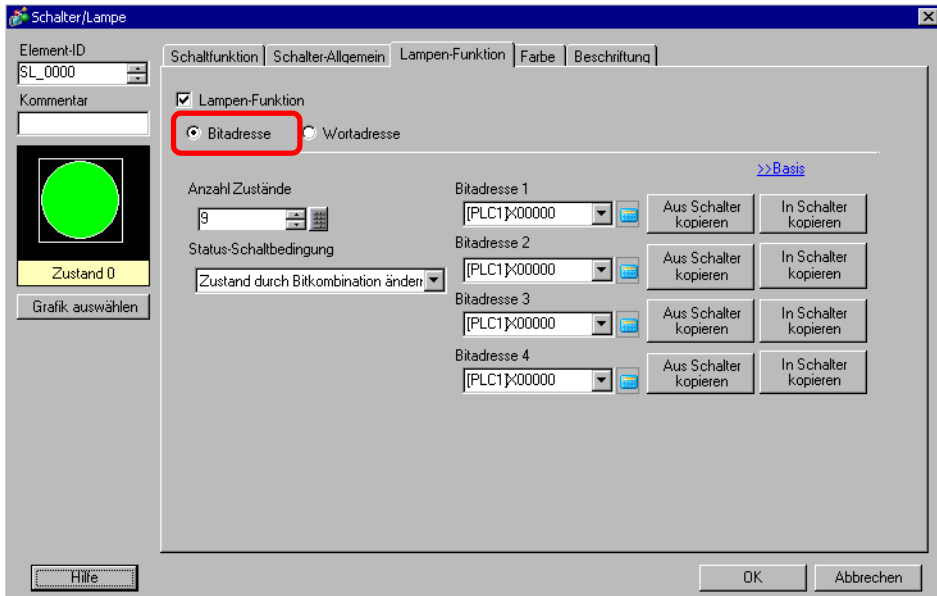 Schalter/Lampe
Element-ID
SL_0000
Kommentar
Zustand 0
Grafik auswählen
Schaltfunktion Schalter-Allgemein Lampen-Funktion Farbe Beschriftung
Lampen-Funktion
Bitadresse Wortadresse
>>Basis
Anzahl Zustände
9
Status-Schaltbedingung
Zustand durch Bitkombination ändern
Bitadresse 1
[PLC1]X00000
Aus Schalter kopieren
In Schalter kopieren
Bitadresse 2
[PLC1]X00000
Aus Schalter kopieren
In Schalter kopieren
Bitadresse 3
[PLC1]X00000
Aus Schalter kopieren
In Schalter kopieren
Bitadresse 4
[PLC1]X00000
Aus Schalter kopieren
In Schalter kopieren
Hilfe
OK
Abbrechen